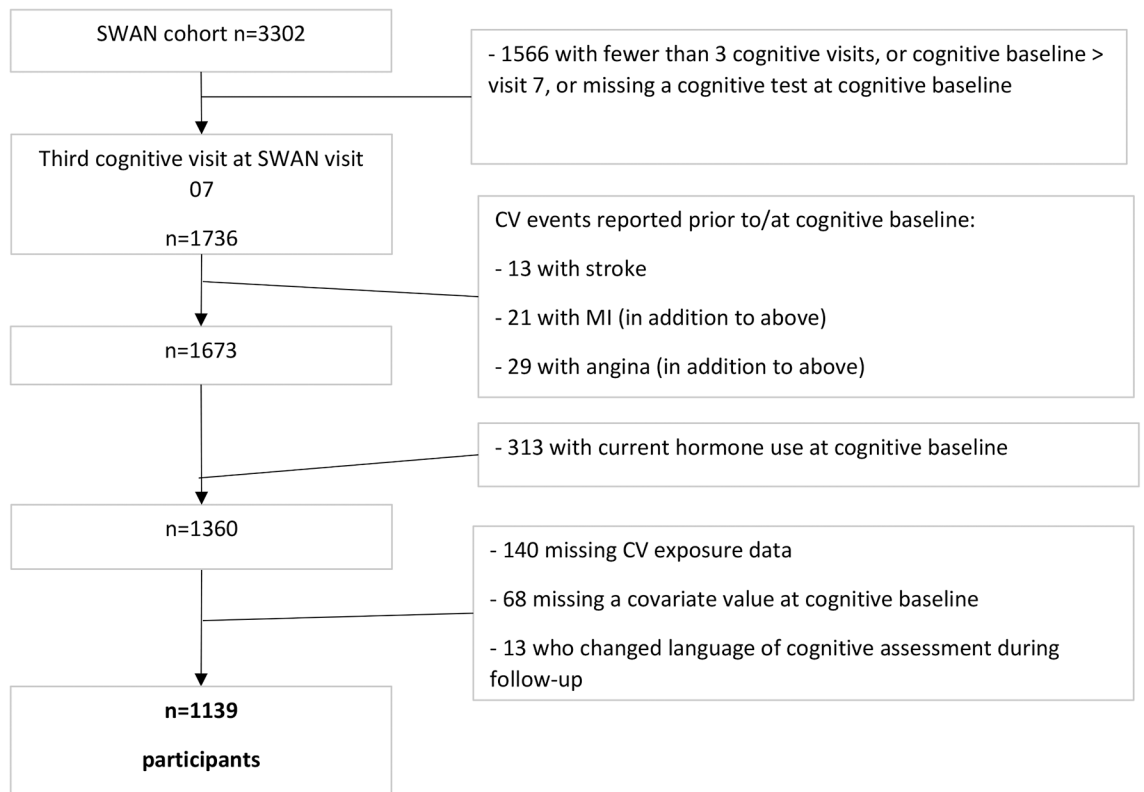 SWAN cohort n=3302
- 1566 with fewer than 3 cognitive visits, or cognitive baseline >
visit 7, or missing a cognitive test at cognitive baseline
Third cognitive visit at SWAN visit
07
n=1736
CV events reported prior to/at cognitive baseline:
- 13 with stroke
- 21 with MI (in addition to above)
- 29 with angina (in addition to above)
n=1673
- 313 with current hormone use at cognitive baseline
n=1360
- 140 missing CV exposure data
- 68 missing a covariate value at cognitive baseline
- 13 who changed language of cognitive assessment during
follow-up
n=1139
participants